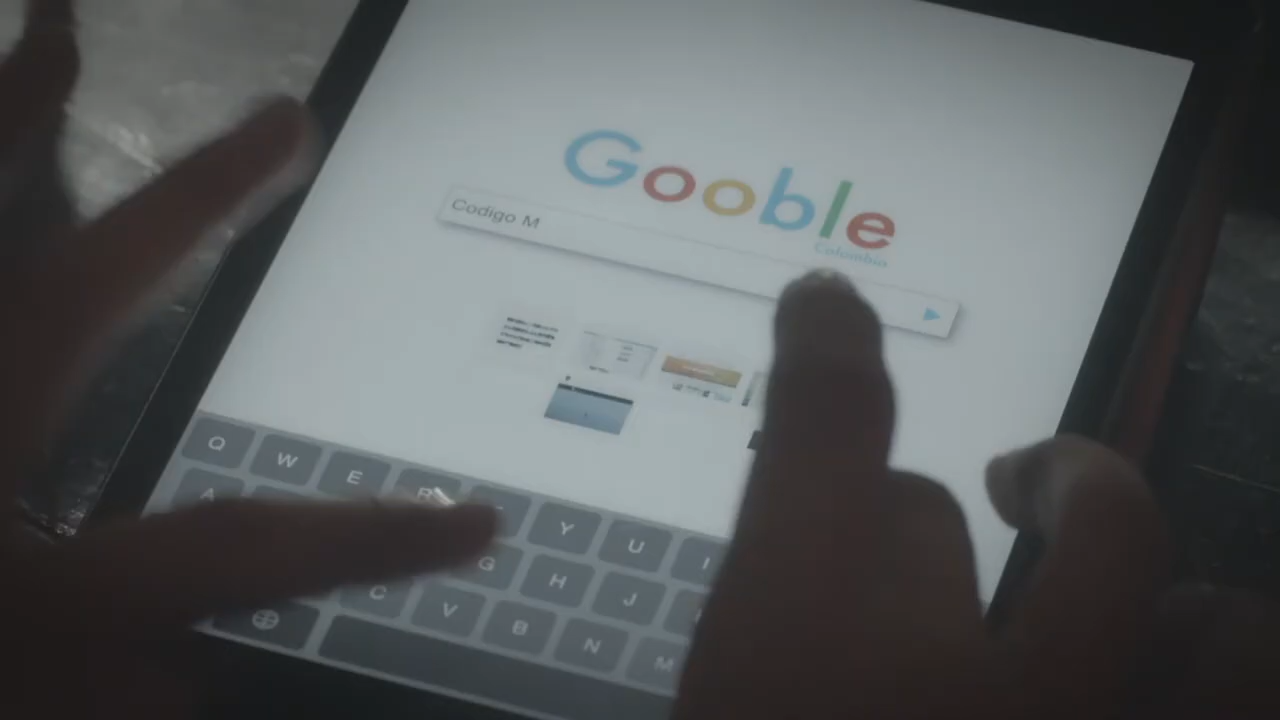 Gooble
Colombia
Codigo M
Q W E R Y U I
A G H J
C V B N M